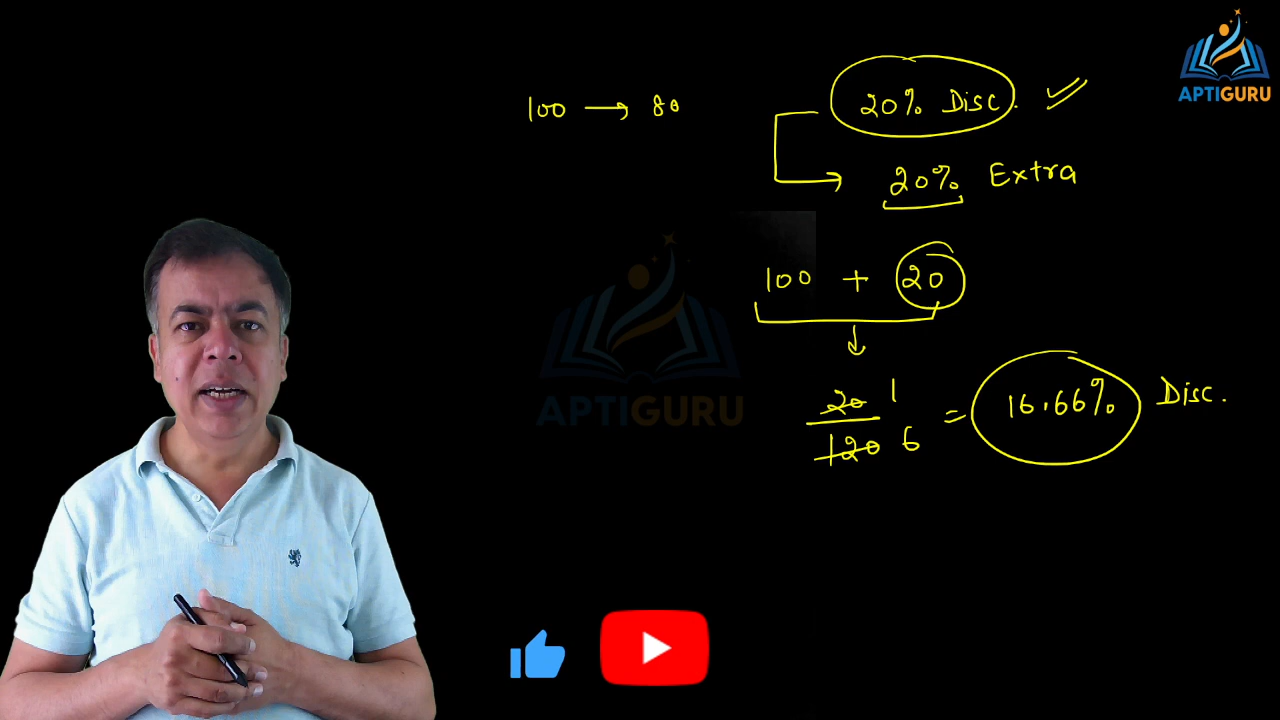 100 → 80
20% Disc. ✓
20% Extra
100 + 20
20 1
120 6
= 16.66% Disc.
APTIGURU
APTIGURU